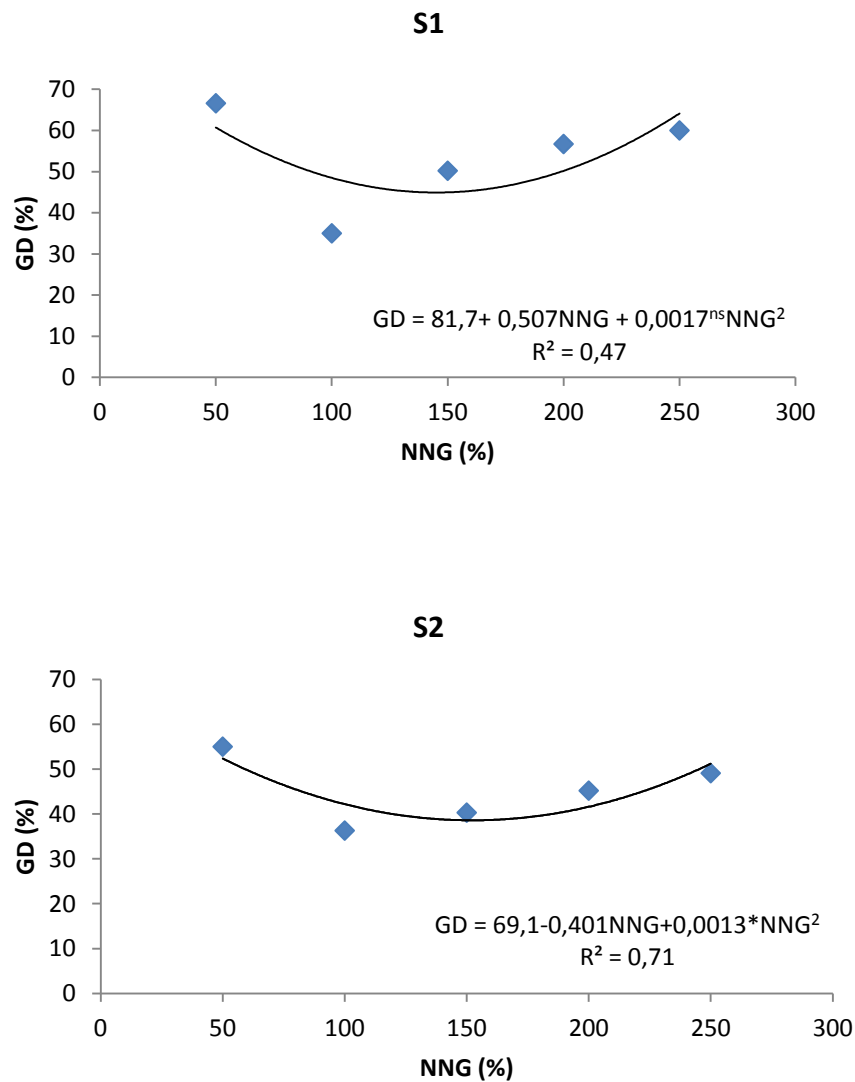 S1
70
60
50
40
30
20
10
0
GD (%)
GD = 81,7+ 0,507NNG + 0,0017ⁿˢNNG²
R² = 0,47
0 50 100 150 200 250 300
NNG (%)
S2
70
60
50
40
30
20
10
0
GD (%)
GD = 69,1-0,401NNG+0,0013*NNG²
R² = 0,71
0 50 100 150 200 250 300
NNG (%)